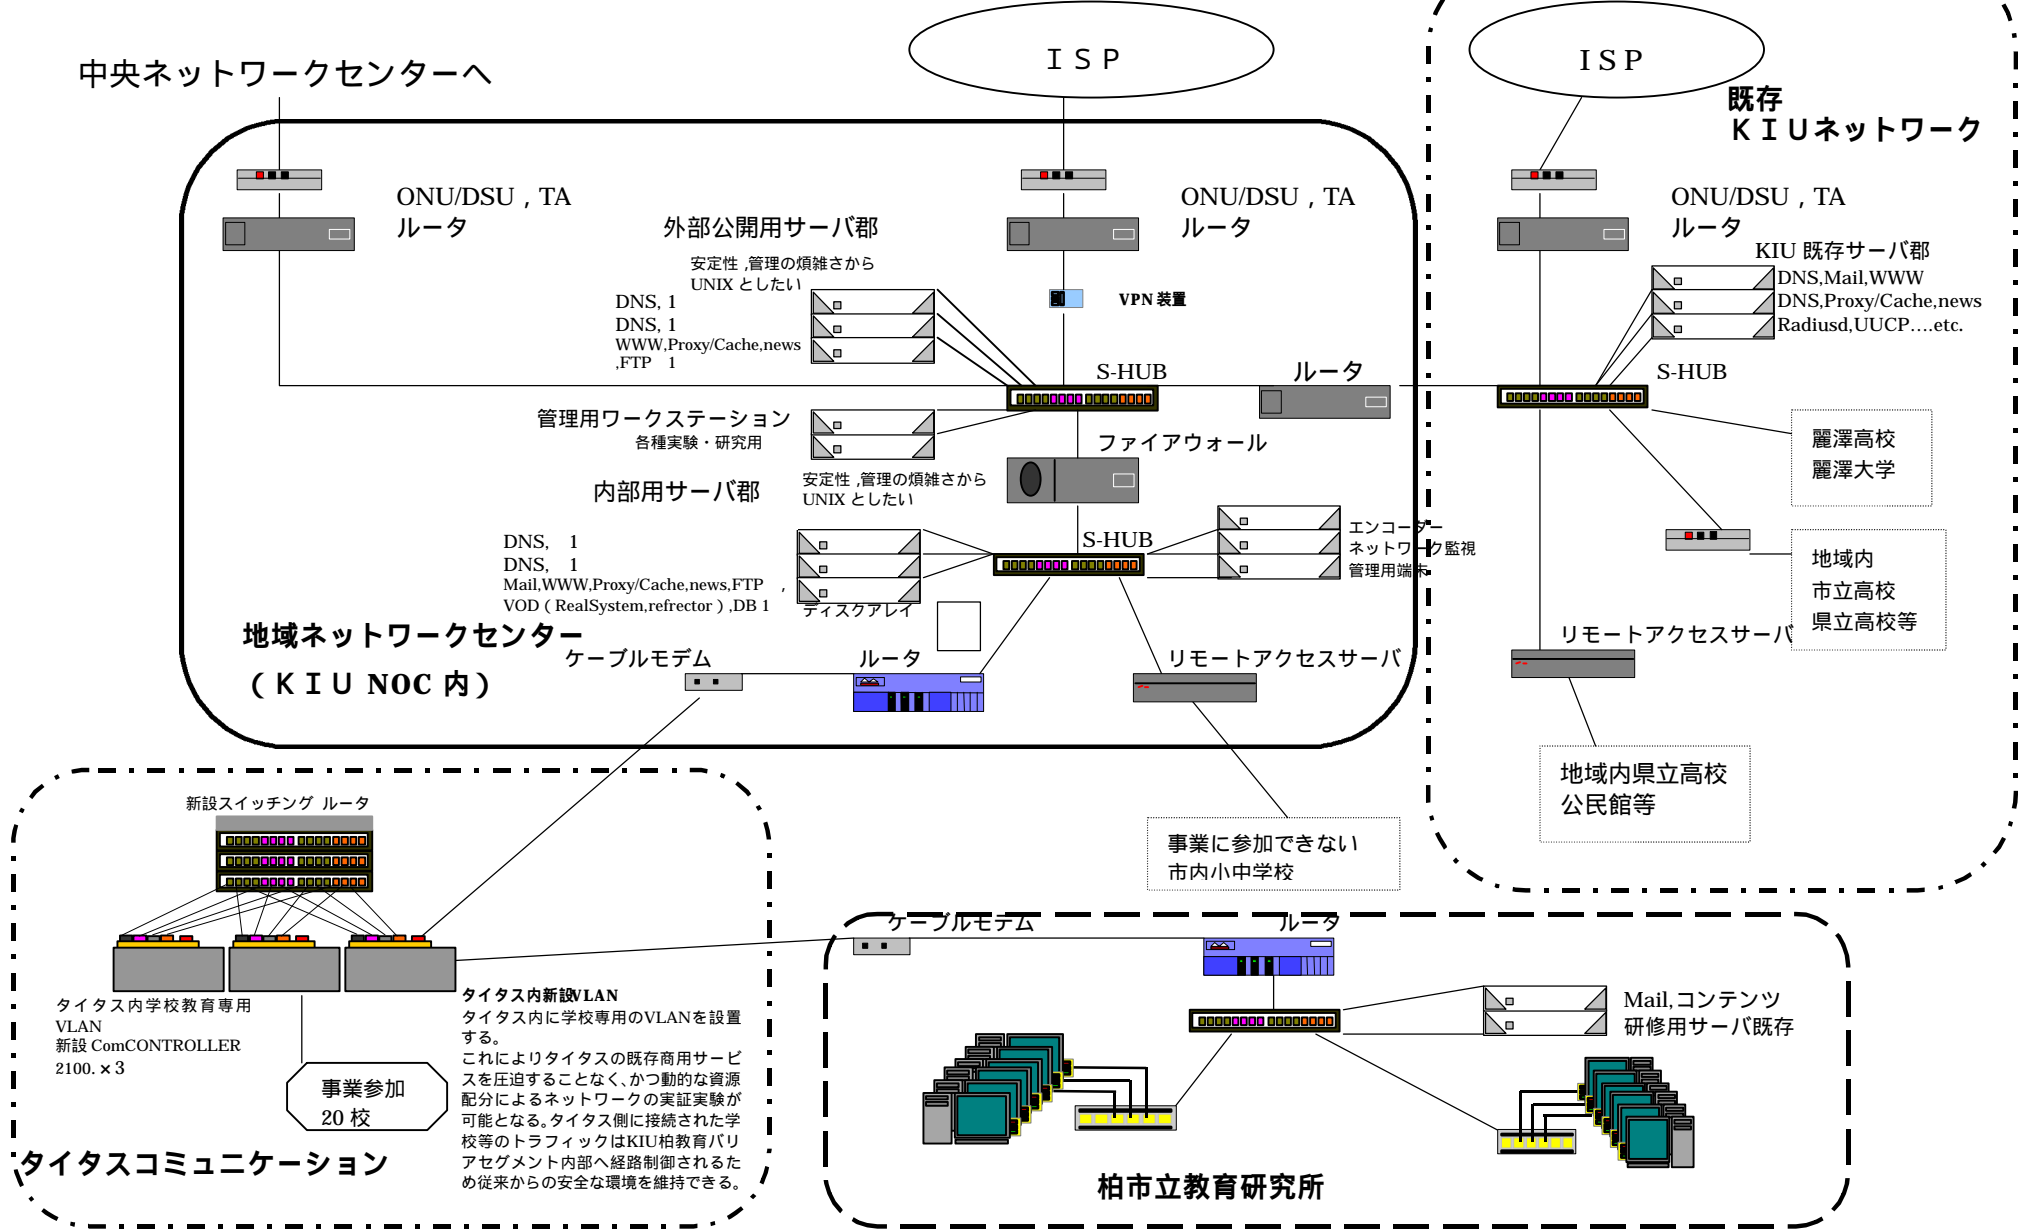 中央ネットワークセンターへ
ＩＳＰ
ISP
既存
ＫＩＵネットワーク
ONU/DSU，TA
ルータ
外部公開用サーバ郡
安定性,管理の煩雑さから
UNIX としたい
DNS, 1
DNS, 1
WWW,Proxy/Cache,news
,FTP 1
ONU/DSU，TA
ルータ
VPN 装置
S-HUB
ルータ
ONU/DSU，TA
ルータ
KIU 既存サーバ郡
DNS,Mail,WWW
DNS,Proxy/Cache,news
Radiusd,UUCP….etc.
S-HUB
管理用ワークステーション
各種実験・研究用
ファイアウォール
麗澤高校
麗澤大学
内部用サーバ郡
安定性,管理の煩雑さから
UNIX としたい
DNS, 1
DNS, 1
Mail,WWW,Proxy/Cache,news,FTP ,
VOD（RealSystem,refrector）,DB 1
ディスクアレイ
S-HUB
エンコーダー
ネットワーク監視
管理用端末
地域内
市立高校
県立高校等
地域ネットワークセンター
（ＫＩＵ NOC 内）
ケーブルモデム
ルータ
リモートアクセスサーバ
リモートアクセスサーバ
地域内県立高校
公民館等
事業に参加できない
市内小中学校
新設スイッチング ルータ
タイタス内学校教育専用
VLAN
新設 ComCONTROLLER
2100.×3
事業参加
20 校
タイタス内新設VLAN
タイタス内に学校専用のVLANを設置
する。
これによりタイタスの既存商用サービ
スを圧迫することなく、かつ動的な資源
配分によるネットワークの実証実験が
可能となる。タイタス側に接続された学
校等のトラフィックはKIU柏教育バリ
アセグメント内部へ経路制御されるた
め従来からの安全な環境を維持できる。
タイタスコミュニケーション
ケーブルモデム
ルータ
Mail,コンテンツ
研修用サーバ既存
柏市立教育研究所